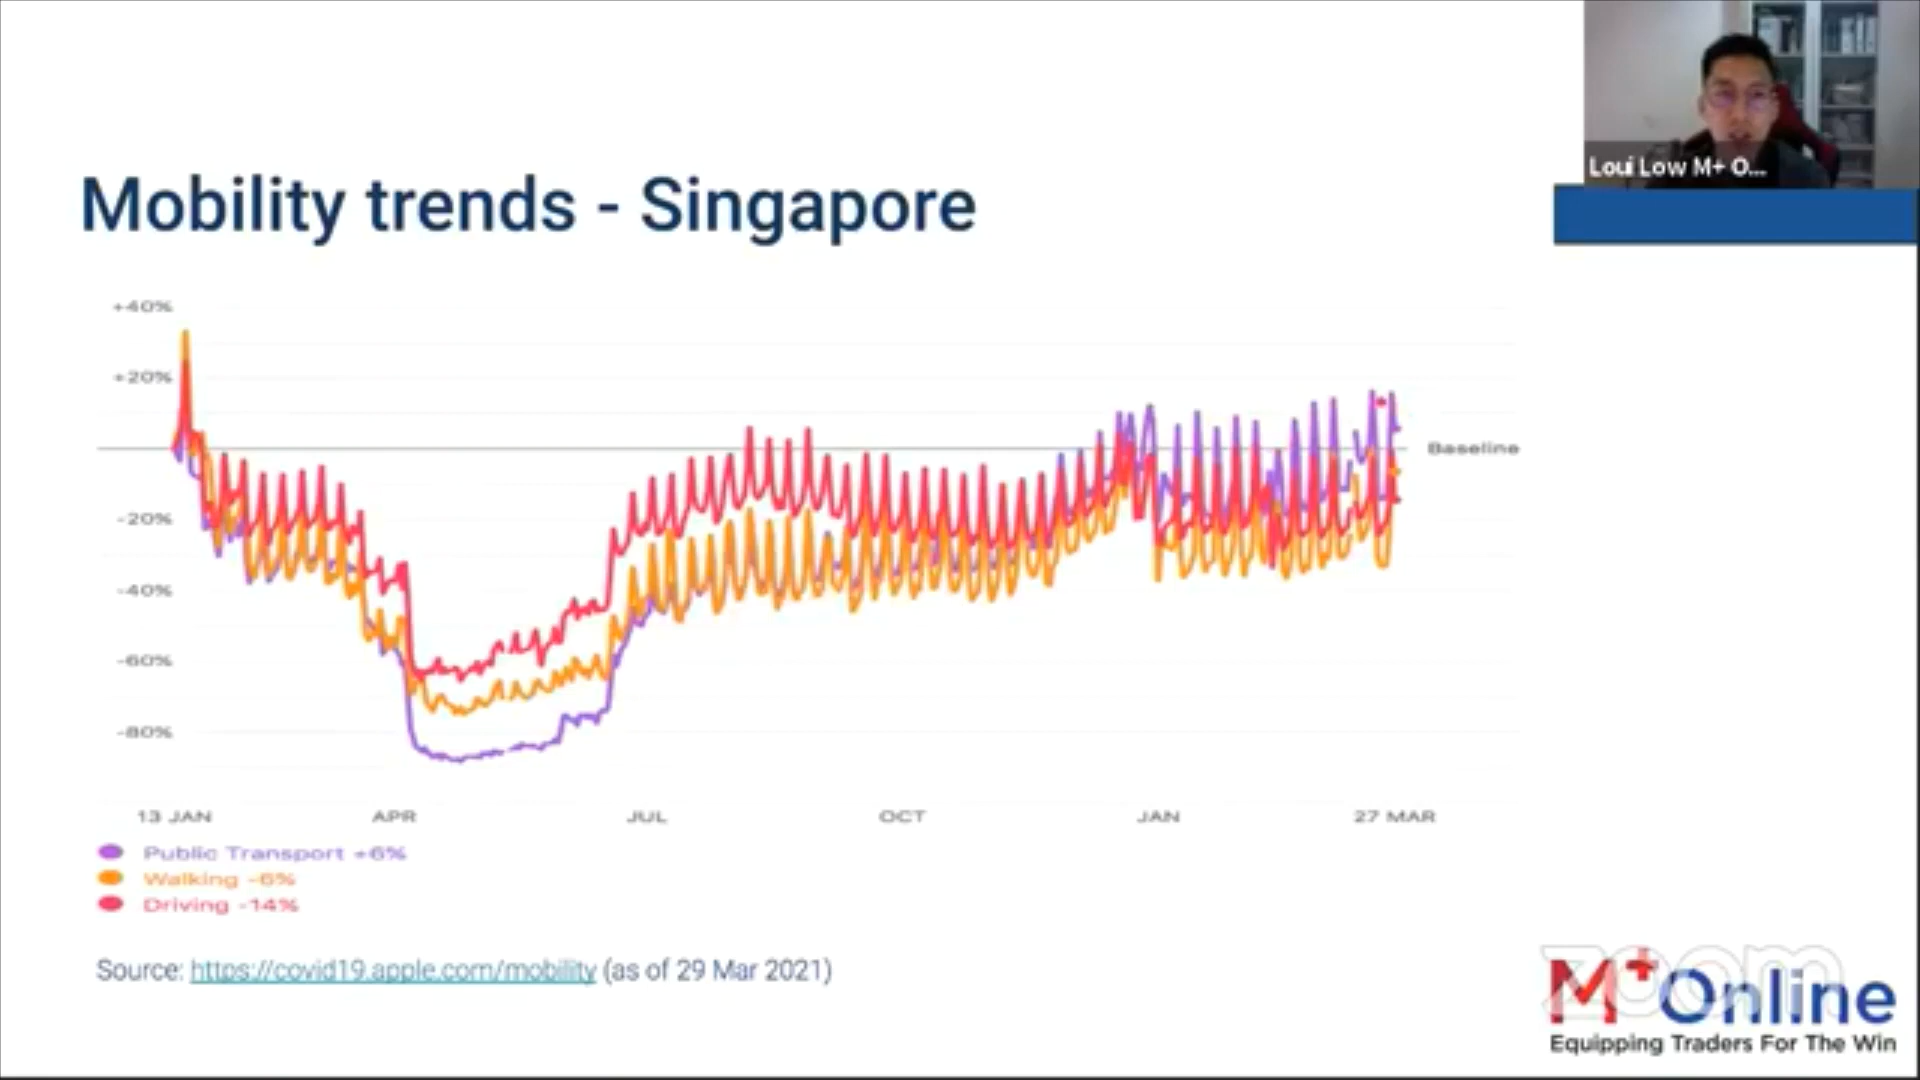 Loui Low M+ O...
Mobility trends - Singapore
+40%
+20%
Baseline
-20%
-40%
-60%
-80%
13 JAN APR JUL OCT JAN 27 MAR
Public Transport +6%
Walking -6%
Driving -14%
Source: https://covid19.apple.com/mobility (as of 29 Mar 2021)
zoom
M+ Online
Equipping Traders For The Win